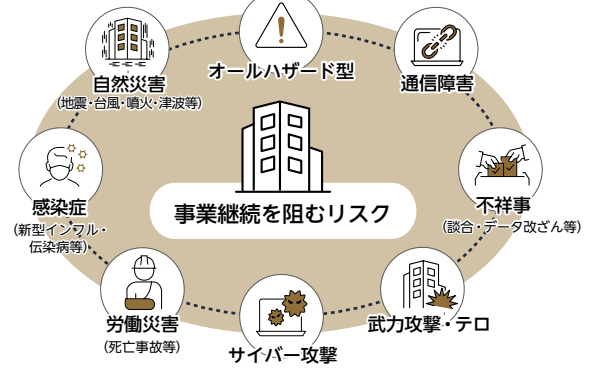 オールハザード型
通信障害
不祥事
(談合・データ改ざん等)
武力攻撃・テロ
サイバー攻撃
労働災害
(死亡事故等)
感染症
(新型インフル・
伝染病等)
自然災害
(地震・台風・噴火・津波等)
事業継続を阻むリスク